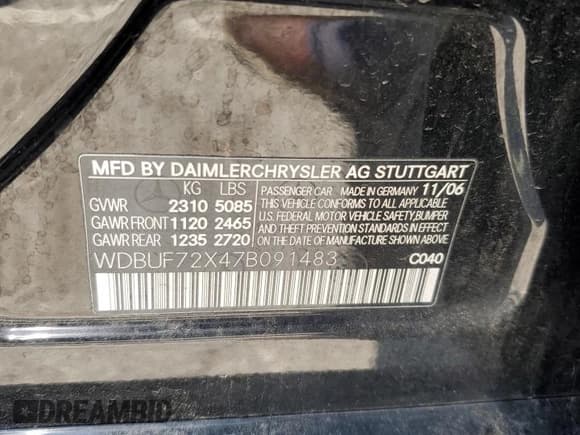 MFD BY DAIMLERCHRYSLER AG STUTTGART
KG LBS
GVWR 2310 5085
GAWR FRONT 1120 2465
GAWR REAR 1235 2720
PASSENGER CAR MADE IN GERMANY 11/06
THIS VEHICLE CONFORMS TO ALL APPLICABLE
U.S. FEDERAL MOTOR VEHICLE SAFETY,BUMPER
AND THEFT PREVENTION STANDARDS IN EFFECT
ON THE DATE OF MANUFACTURE SHOWN ABOVE.
WDBUF72X47B091483
C040
DREAMBID